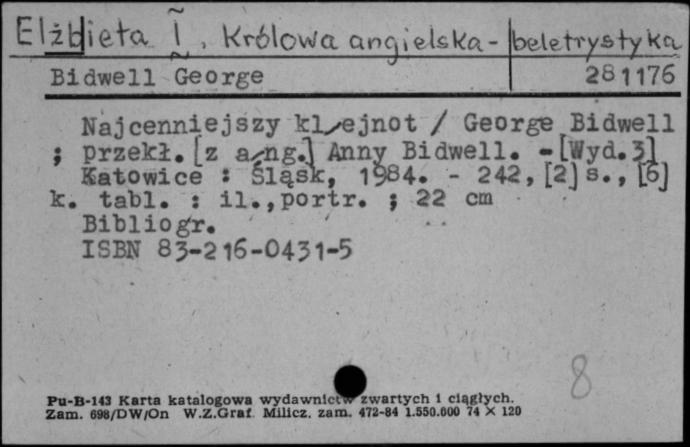 Elżbieta I, Królowa angielska - beletrystyka
Bidwell George 281176
Najcenniejszy klejnot / George Bidwell
; przekł. [z ang.] Anny Bidwell. - [Wyd.3]
Katowice : Śląsk, 1984. - 242, [2] s., [6]
k. tabl. : il., portr. ; 22 cm
Bibliogr.
ISBN 83-216-0431-5
8
Pu-B-143 Karta katalogowa wydawnictw zwartych i ciągłych.
Zam. 698/DW/On W.Z.Graf. Milicz, zam. 472-84 1.550.000 74 × 120